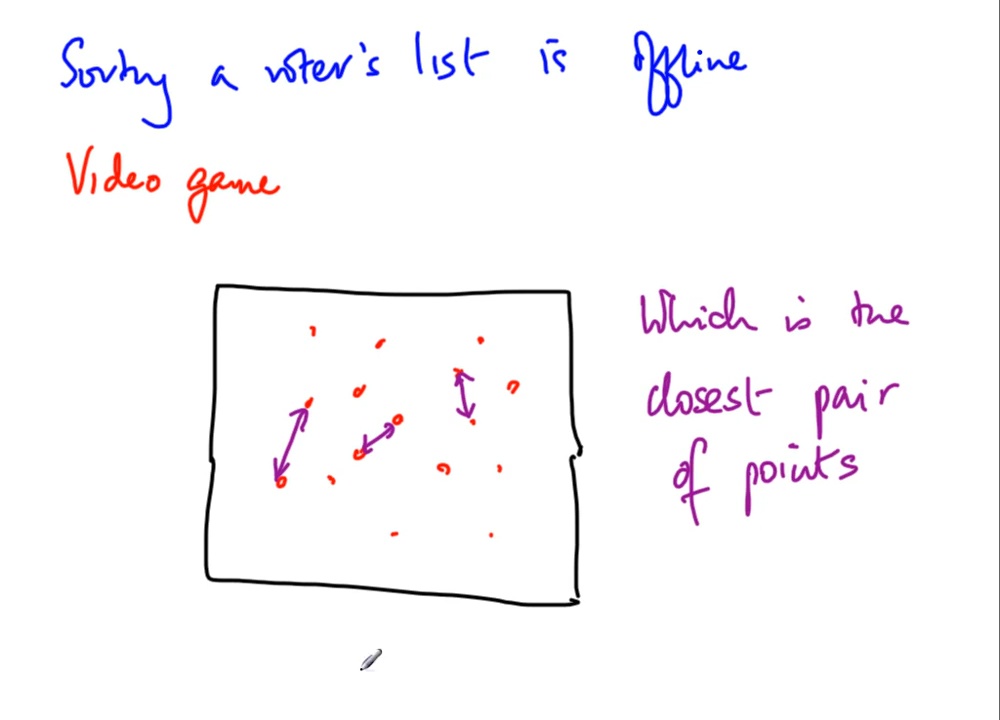 Sorting a voter's list is offline
Video game
Which is the
closest pair
of points